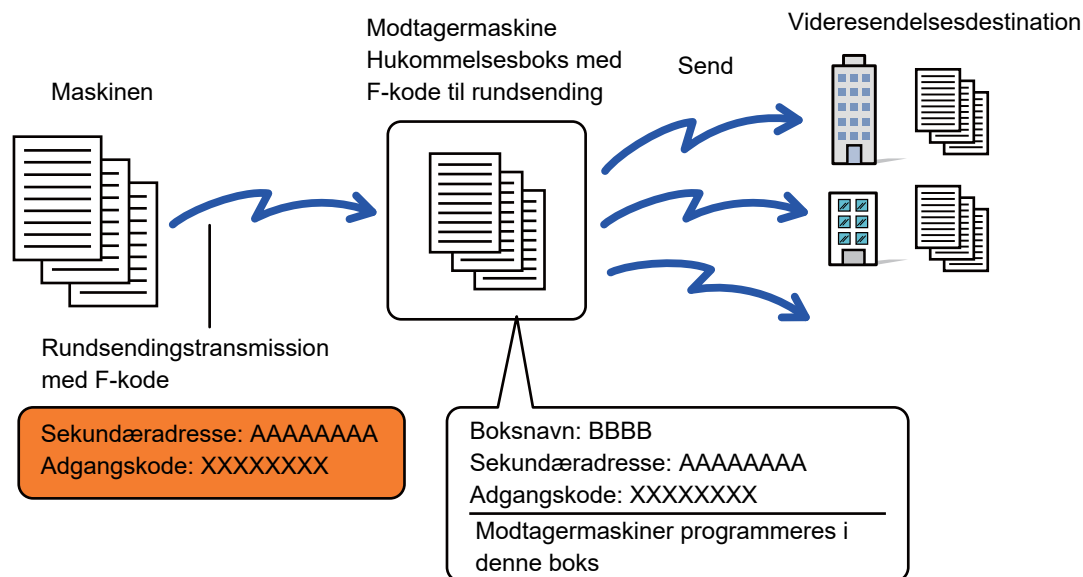 Maskinen
Modtagermaskine
Hukommelsesboks med
F-kode til rundsending
Send
Videresendelsesdestination
Rundsendingstransmission
med F-kode
Sekundæradresse: AAAAAAAA
Adgangskode: XXXXXXXX
Boksnavn: BBBB
Sekundæradresse: AAAAAAAA
Adgangskode: XXXXXXXX
Modtagermaskiner programmeres i
denne boks